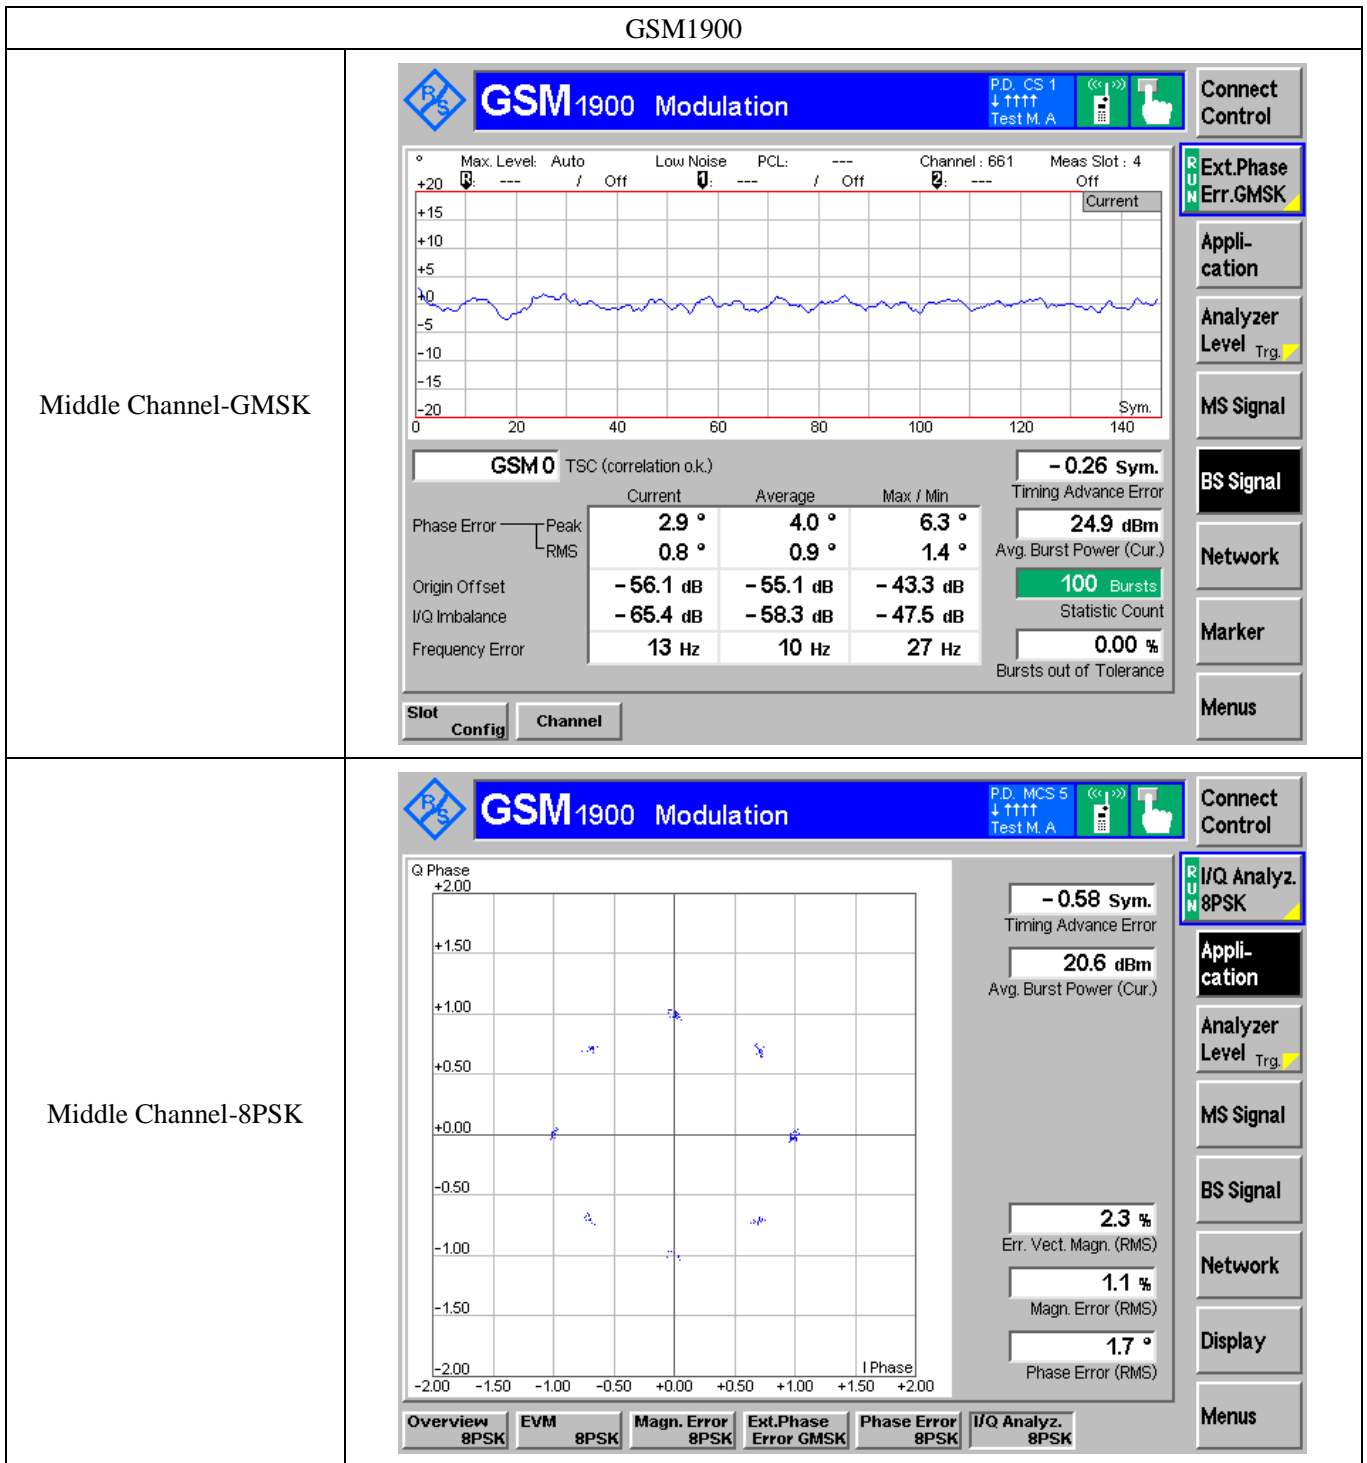 GSM1900
Middle Channel-GMSK
R/S GSM1900 Modulation
P.D. CS 1
↓ ↑↑↑↑
Test M. A
Connect Control
° Max. Level: Auto Low Noise PCL: --- Channel : 661 Meas Slot : 4
R: --- / Off 1: --- / Off 2: --- Off
Current
+20
+15
+10
+5
+0
-5
-10
-15
-20
Sym.
0 20 40 60 80 100 120 140
GSM 0 TSC (correlation o.k.)
Current Average Max / Min
Phase Error Peak 2.9 ° 4.0 ° 6.3 °
RMS 0.8 ° 0.9 ° 1.4 °
Origin Offset -56.1 dB -55.1 dB -43.3 dB
I/Q Imbalance -65.4 dB -58.3 dB -47.5 dB
Frequency Error 13 Hz 10 Hz 27 Hz
-0.26 Sym.
Timing Advance Error
24.9 dBm
Avg. Burst Power (Cur.)
100 Bursts
Statistic Count
0.00 %
Bursts out of Tolerance
RUN
Ext.Phase
Err.GMSK
Appli-
cation
Analyzer
Level Trg.
MS Signal
BS Signal
Network
Marker
Menus
Slot
Config
Channel
Middle Channel-8PSK
R/S GSM1900 Modulation
P.D. MCS 5
↓ ↑↑↑↑
Test M. A
Connect
Control
Q Phase
+2.00
+1.50
+1.00
+0.50
+0.00
-0.50
-1.00
-1.50
-2.00
I Phase
-2.00 -1.50 -1.00 -0.50 +0.00 +0.50 +1.00 +1.50 +2.00
-0.58 Sym.
Timing Advance Error
20.6 dBm
Avg. Burst Power (Cur.)
2.3 %
Err. Vect. Magn. (RMS)
1.1 %
Magn. Error (RMS)
1.7 °
Phase Error (RMS)
RUN
I/Q Analyz.
8PSK
Appli-
cation
Analyzer
Level Trg.
MS Signal
BS Signal
Network
Display
Menus
Overview
8PSK
EVM
8PSK
Magn. Error
8PSK
Ext.Phase
Error GMSK
Phase Error
8PSK
I/Q Analyz.
8PSK